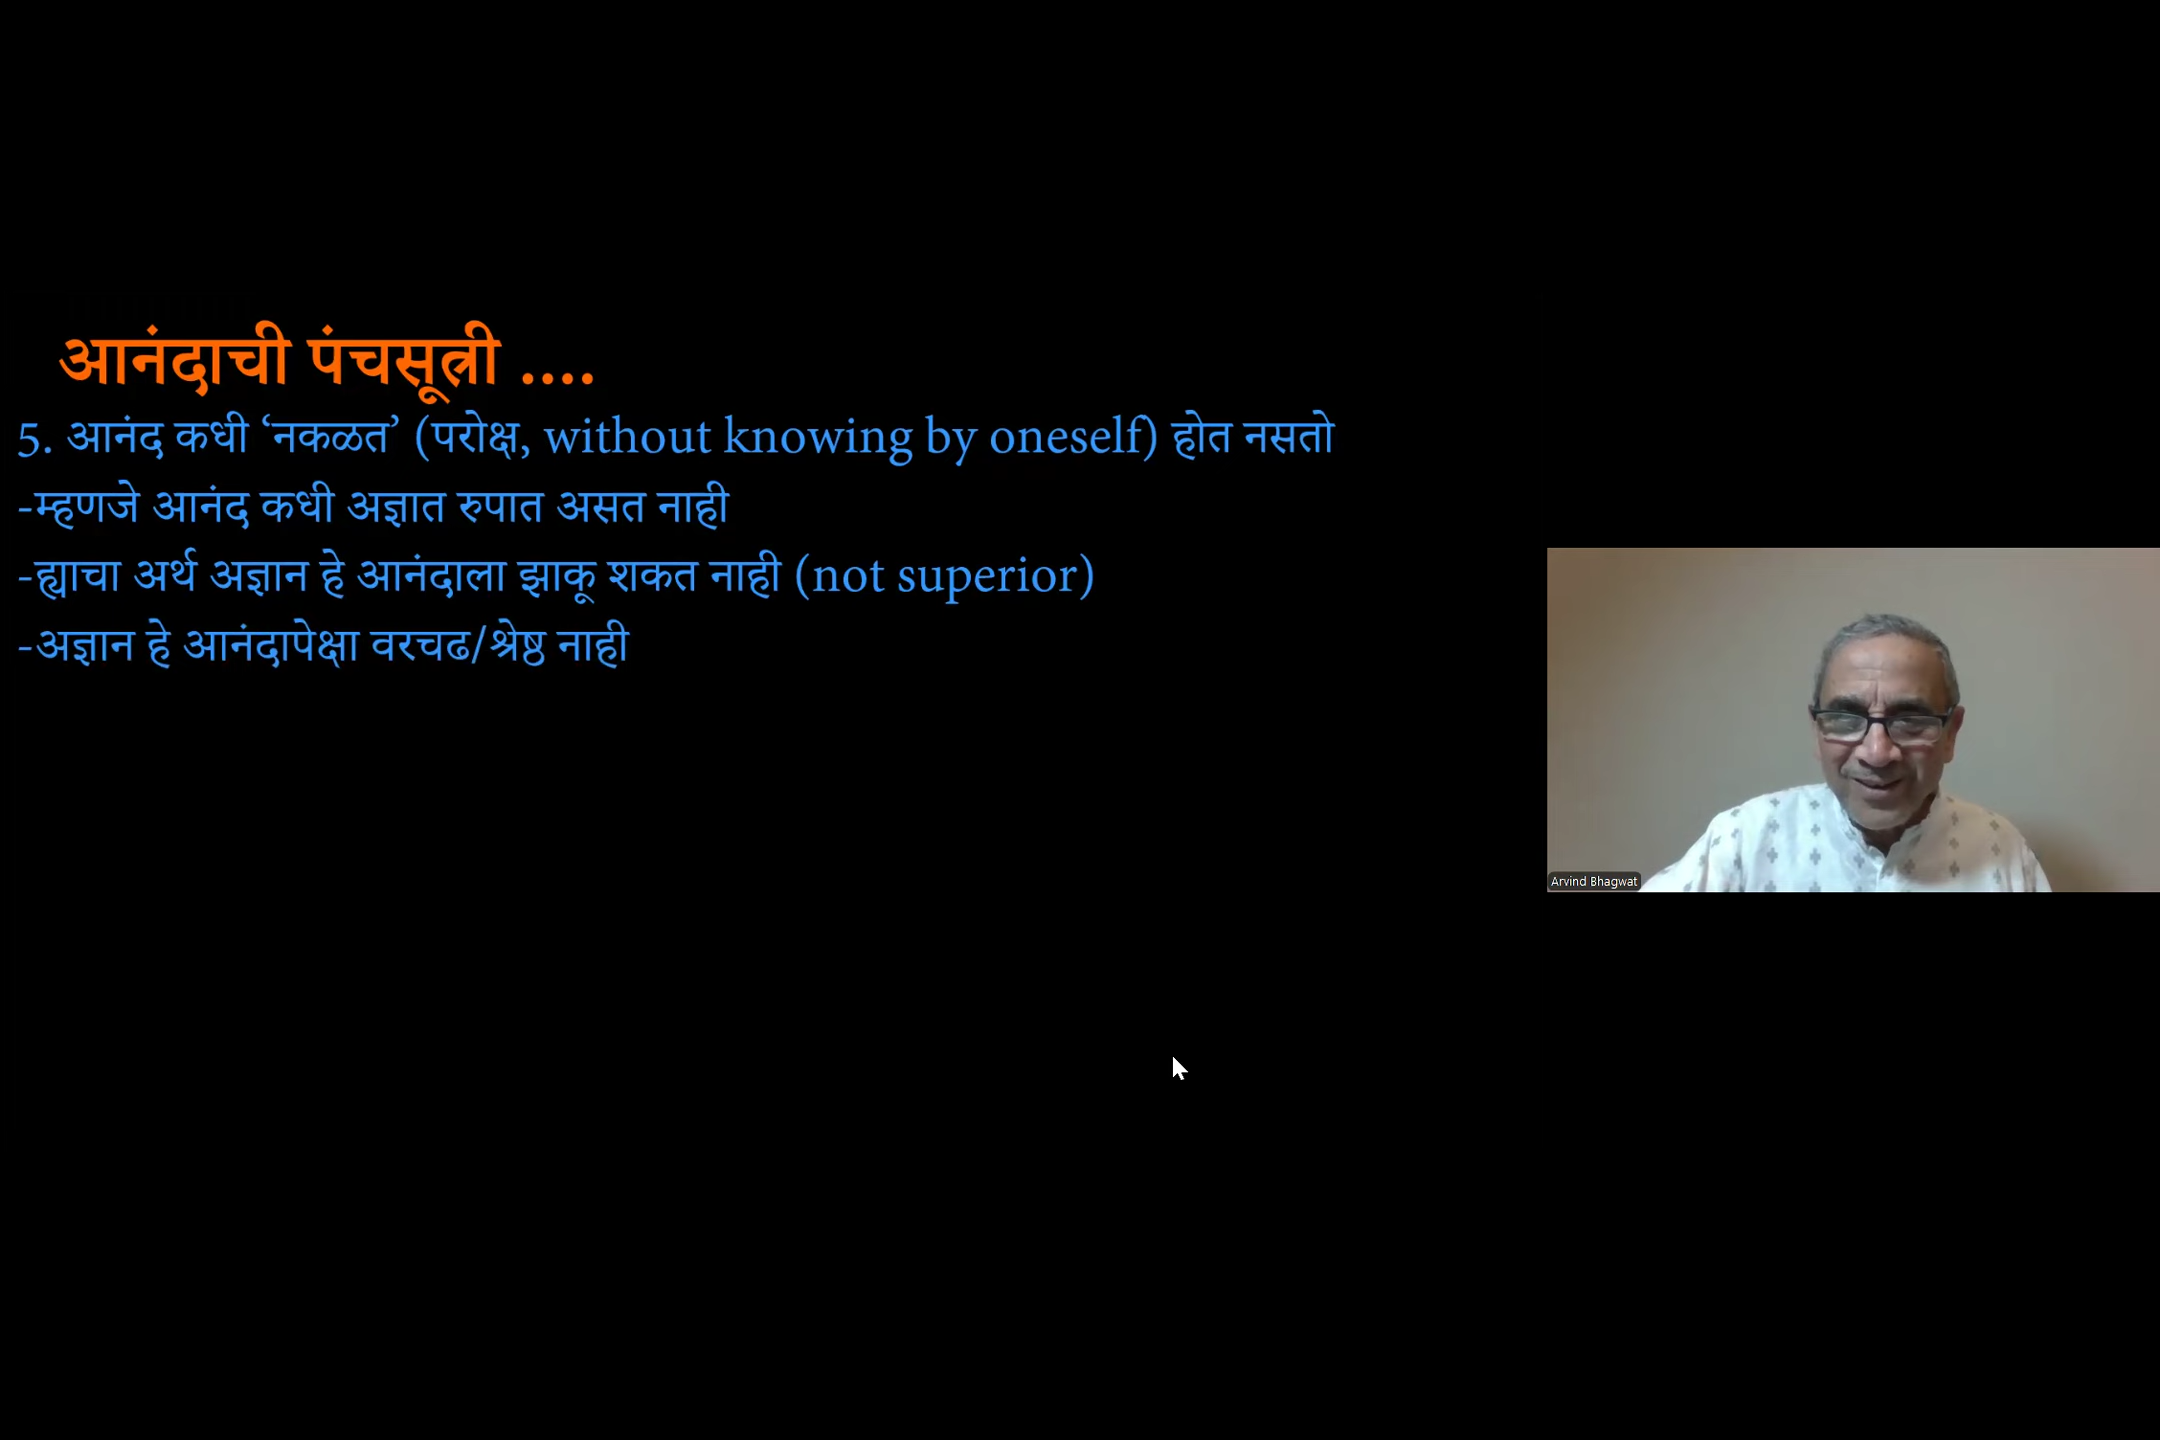 आनंदाची पंचसूत्री ....
5. आनंद कधी ‘नकळत’ (परोक्ष, without knowing by oneself) होत नसतो
-म्हणजे आनंद कधी अज्ञात रुपात असत नाही
-ह्याचा अर्थ अज्ञान हे आनंदाला झाकू शकत नाही (not superior)
-अज्ञान हे आनंदापेक्षा वरचढ/श्रेष्ठ नाही
Arvind Bhagwat